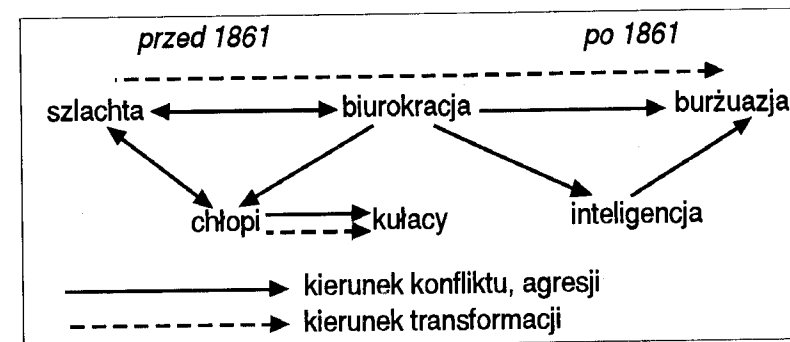 przed 1861 po 1861
szlachta biurokracja burżuazja
chłopi kułacy inteligencja
kierunek konfliktu, agresji
kierunek transformacji